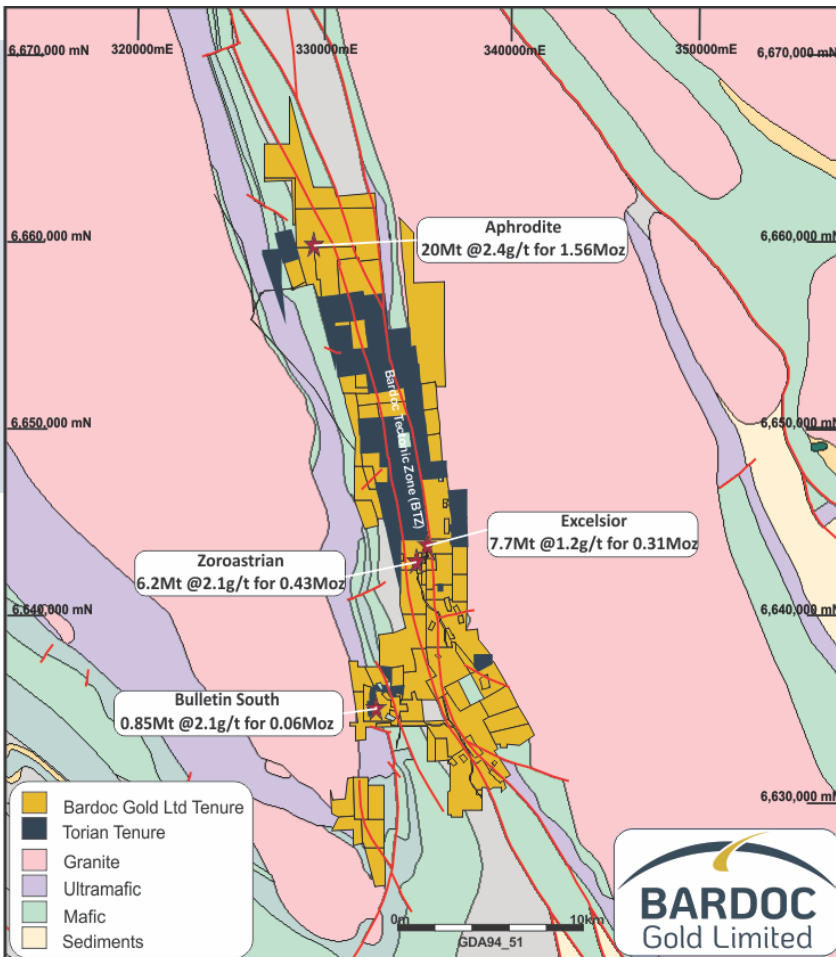 320000mE
330000mE
340000mE
350000mE
6,670,000 mN
6,670,000 mN
Aphrodite
20Mt @2.4g/t for 1.56Moz
6,660,000 mN
6,660,000 mN
Bardoc Tectonic Zone (BTZ)
6,650,000 mN
6,650,000 mN
Excelsior
7.7Mt @1.2g/t for 0.31Moz
Zoroastrian
6.2Mt @2.1g/t for 0.43Moz
6,640,000 mN
6,640,000 mN
Bulletin South
0.85Mt @2.1g/t for 0.06Moz
6,630,000 mN
Bardoc Gold Ltd Tenure
Torian Tenure
Granite
Ultramafic
Mafic
Sediments
0m
10km
GDA94_51
BARDOC
Gold Limited